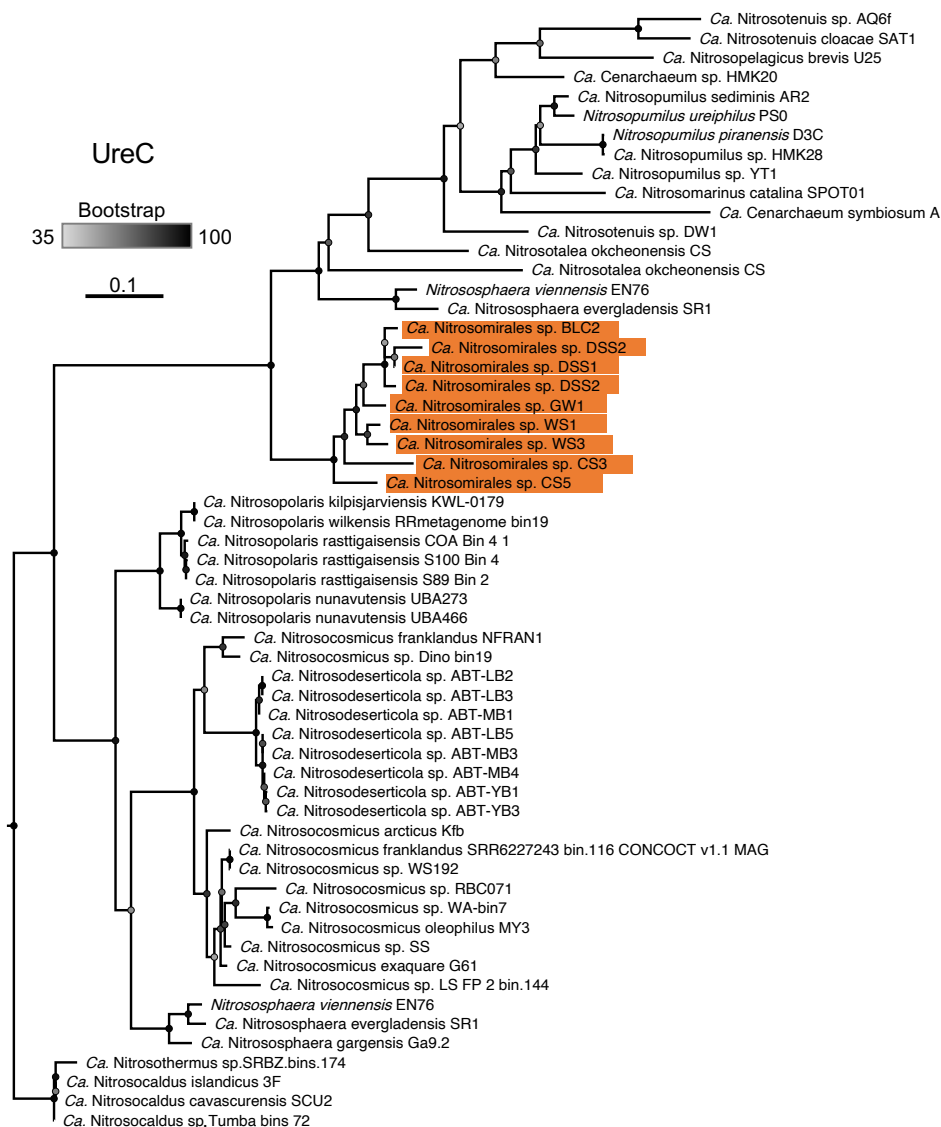 Ca. Nitrosotenuis sp. AQ6f
Ca. Nitrosotenuis cloacae SAT1
Ca. Nitrosopelagicus brevis U25
Ca. Cenarchaeum sp. HMK20
Ca. Nitrosopumilus sediminis AR2
Nitrosopumilus ureiphilus PS0
Nitrosopumilus piranensis D3C
Ca. Nitrosopumilus sp. HMK28
Ca. Nitrosopumilus sp. YT1
Ca. Nitrosomarinus catalina SPOT01
Ca. Cenarchaeum symbiosum A
Ca. Nitrosotenuis sp. DW1
Ca. Nitrosotalea okcheonensis CS
Ca. Nitrosotalea okcheonensis CS
Nitrososphaera viennensis EN76
Ca. Nitrososphaera evergladensis SR1
UreC
Bootstrap
35 100
0.1
Ca. Nitrosomirales sp. BLC2
Ca. Nitrosomirales sp. DSS2
Ca. Nitrosomirales sp. DSS1
Ca. Nitrosomirales sp. DSS2
Ca. Nitrosomirales sp. GW1
Ca. Nitrosomirales sp. WS1
Ca. Nitrosomirales sp. WS3
Ca. Nitrosomirales sp. CS3
Ca. Nitrosomirales sp. CS5
Ca. Nitrosopolaris kilpisjarviensis KWL-0179
Ca. Nitrosopolaris wilkensis RRmetagenome bin19
Ca. Nitrosopolaris rasttigaisensis COA Bin 4 1
Ca. Nitrosopolaris rasttigaisensis S100 Bin 4
Ca. Nitrosopolaris rasttigaisensis S89 Bin 2
Ca. Nitrosopolaris nunavutensis UBA273
Ca. Nitrosopolaris nunavutensis UBA466
Ca. Nitrosocosmicus franklandus NFRAN1
Ca. Nitrosocosmicus sp. Dino bin19
Ca. Nitrosodeserticola sp. ABT-LB2
Ca. Nitrosodeserticola sp. ABT-LB3
Ca. Nitrosodeserticola sp. ABT-MB1
Ca. Nitrosodeserticola sp. ABT-LB5
Ca. Nitrosodeserticola sp. ABT-MB3
Ca. Nitrosodeserticola sp. ABT-MB4
Ca. Nitrosodeserticola sp. ABT-YB1
Ca. Nitrosodeserticola sp. ABT-YB3
Ca. Nitrosocosmicus arcticus Kfb
Ca. Nitrosocosmicus franklandus SRR6227243 bin.116 CONCOCT v1.1 MAG
Ca. Nitrosocosmicus sp. WS192
Ca. Nitrosocosmicus sp. RBC071
Ca. Nitrosocosmicus sp. WA-bin7
Ca. Nitrosocosmicus oleophilus MY3
Ca. Nitrosocosmicus sp. SS
Ca. Nitrosocosmicus exaquare G61
Ca. Nitrosocosmicus sp. LS FP 2 bin.144
Nitrososphaera viennensis EN76
Ca. Nitrososphaera evergladensis SR1
Ca. Nitrososphaera gargensis Ga9.2
Ca. Nitrosothermus sp.SRBZ.bins.174
Ca. Nitrosocaldus islandicus 3F
Ca. Nitrosocaldus cavascurensis SCU2
Ca. Nitrosocaldus sp.Tumba bins 72